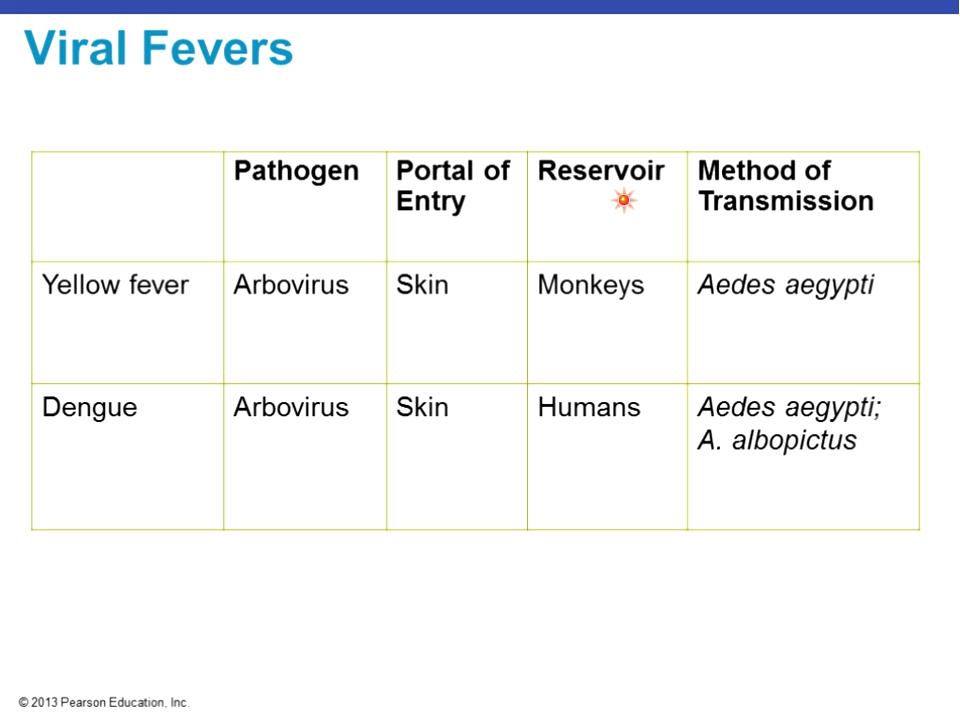 Viral Fevers
Pathogen
Portal of
Entry
Reservoir
Method of
Transmission
Yellow fever
Arbovirus
Skin
Monkeys
Aedes aegypti
Dengue
Arbovirus
Skin
Humans
Aedes aegypti;
A. albopictus
© 2013 Pearson Education, Inc.